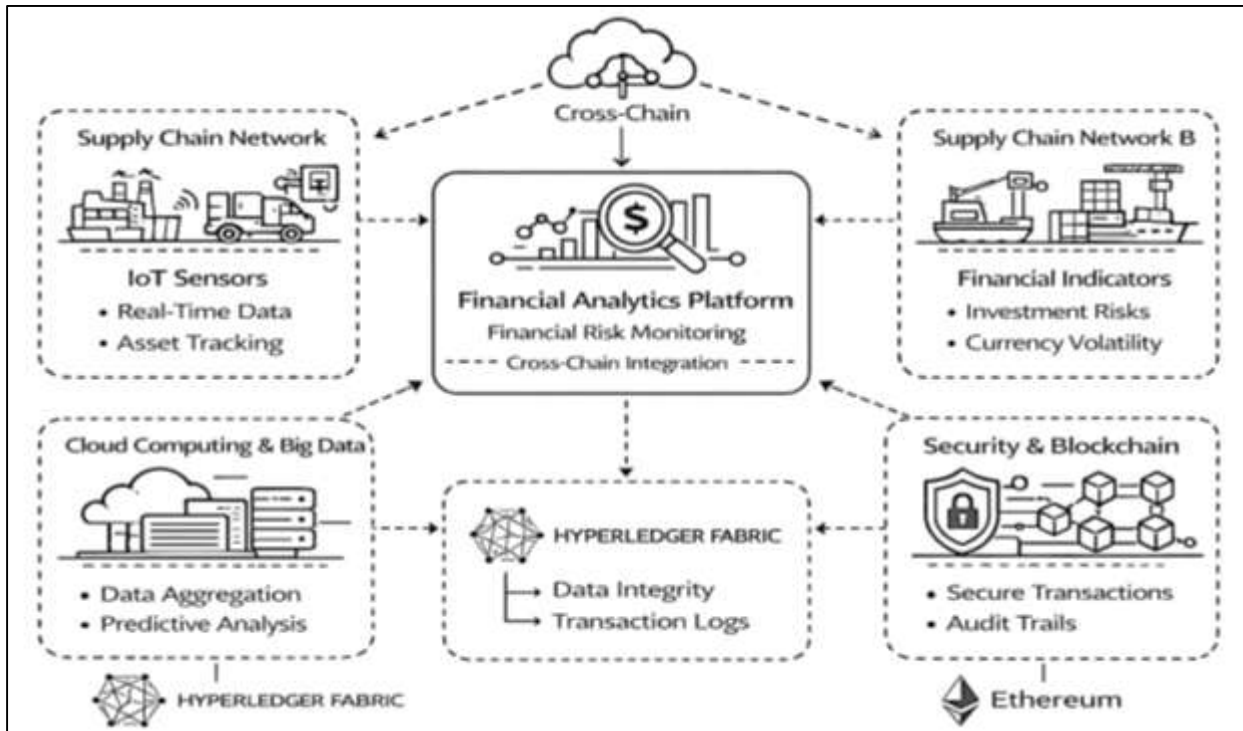 Cross-Chain
Supply Chain Network
IoT Sensors
• Real-Time Data
• Asset Tracking
$
Financial Analytics Platform
Financial Risk Monitoring
Cross-Chain Integration
Supply Chain Network B
Financial Indicators
• Investment Risks
• Currency Volatility
Cloud Computing & Big Data
• Data Aggregation
• Predictive Analysis
HYPERLEDGER FABRIC
HYPERLEDGER FABRIC
Data Integrity
Transaction Logs
Security & Blockchain
• Secure Transactions
• Audit Trails
Ethereum